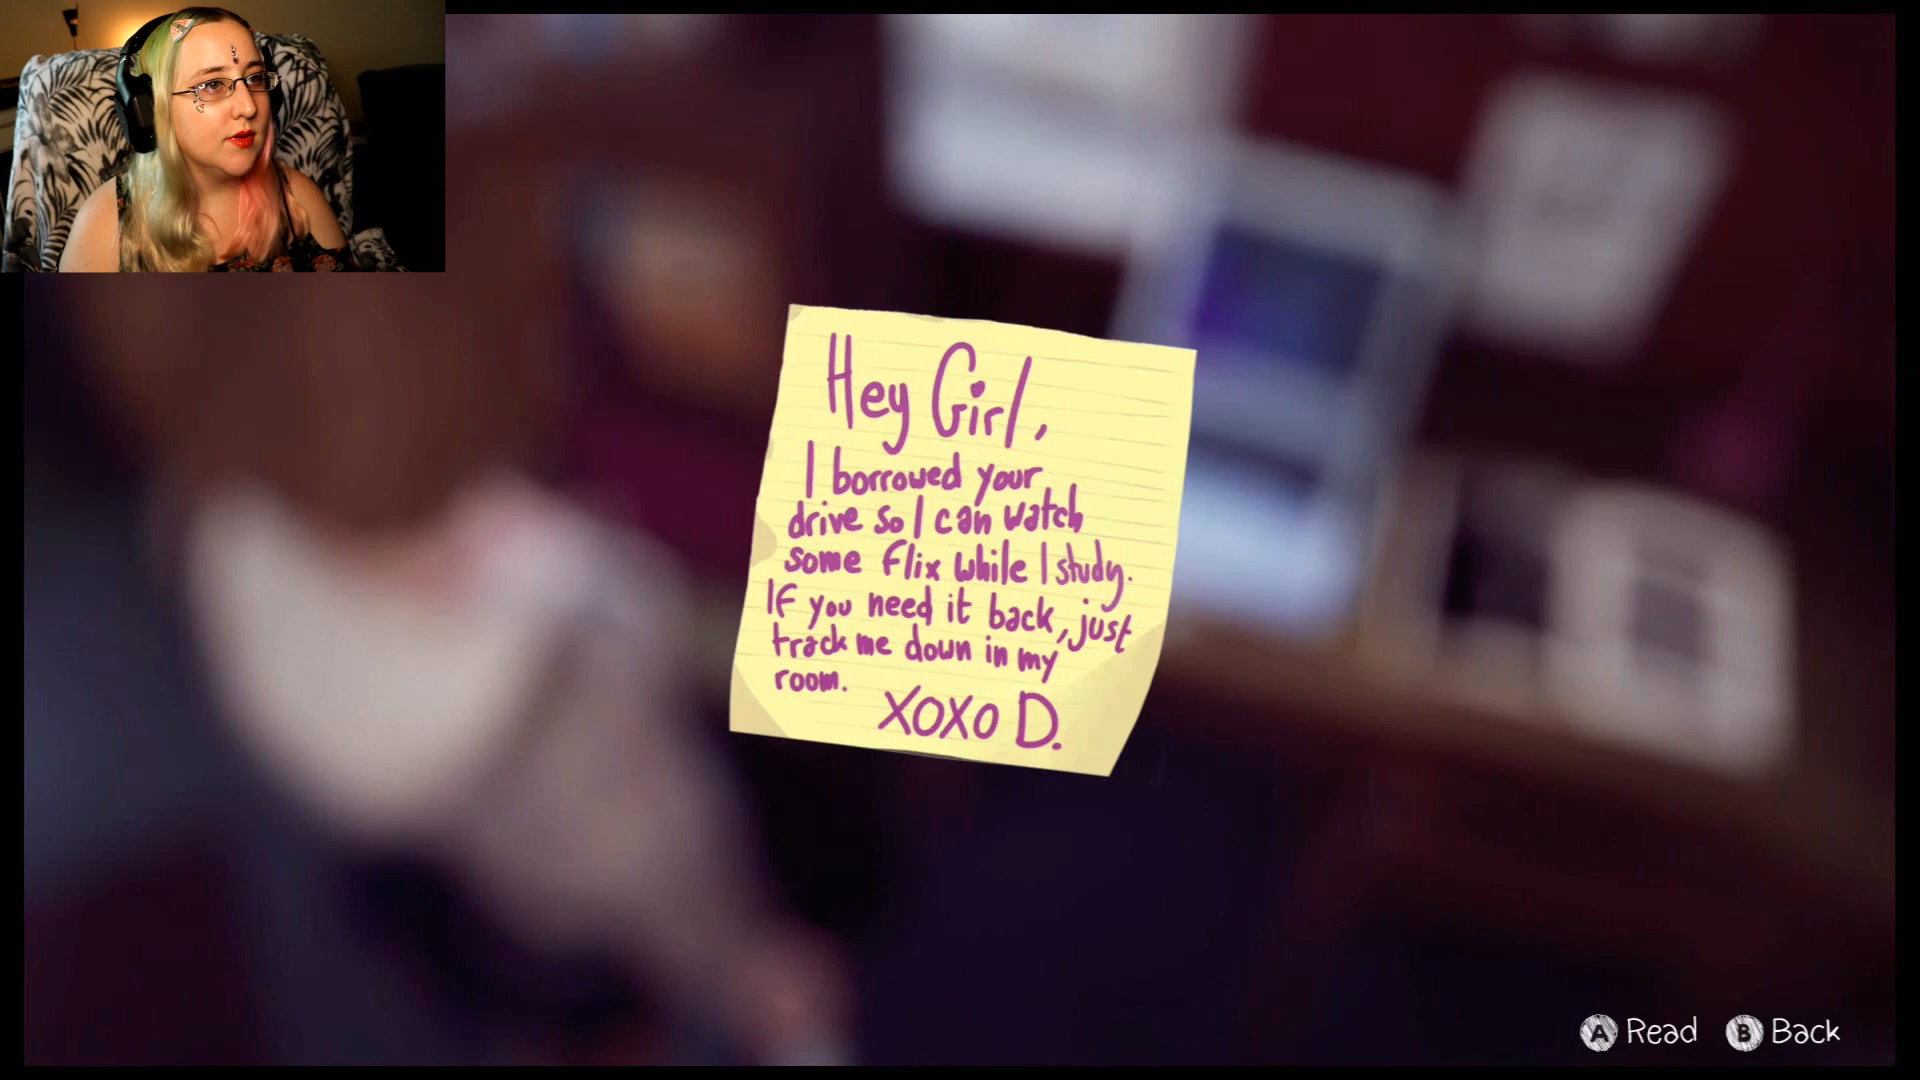 Hey Girl,
I borrowed your
drive so I can watch
some flix while I study.
If you need it back, just
track me down in my
room.
XOXO D.
A Read B Back